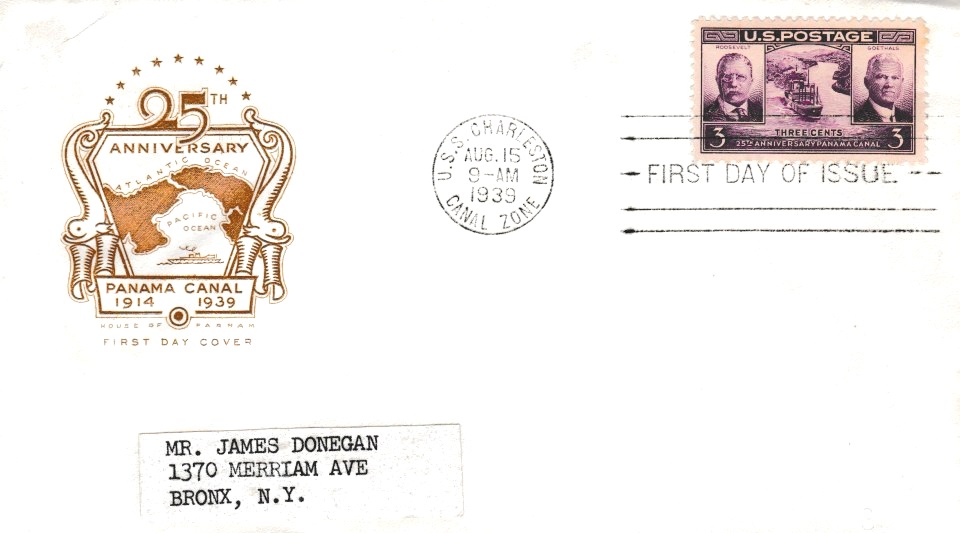 25TH
ANNIVERSARY
ATLANTIC OCEAN
PACIFIC
OCEAN
PANAMA CANAL
1914 1939
HOUSE OF FARNAM
FIRST DAY COVER
U.S.S. CHARLESTON
AUG. 15
9-AM
1939
CANAL ZONE
U.S. POSTAGE
ROOSEVELT
GOETHALS
THREE CENTS
3 3
25TH ANNIVERSARY PANAMA CANAL
FIRST DAY OF ISSUE
MR. JAMES DONEGAN
1370 MERRIAM AVE
BRONX, N.Y.